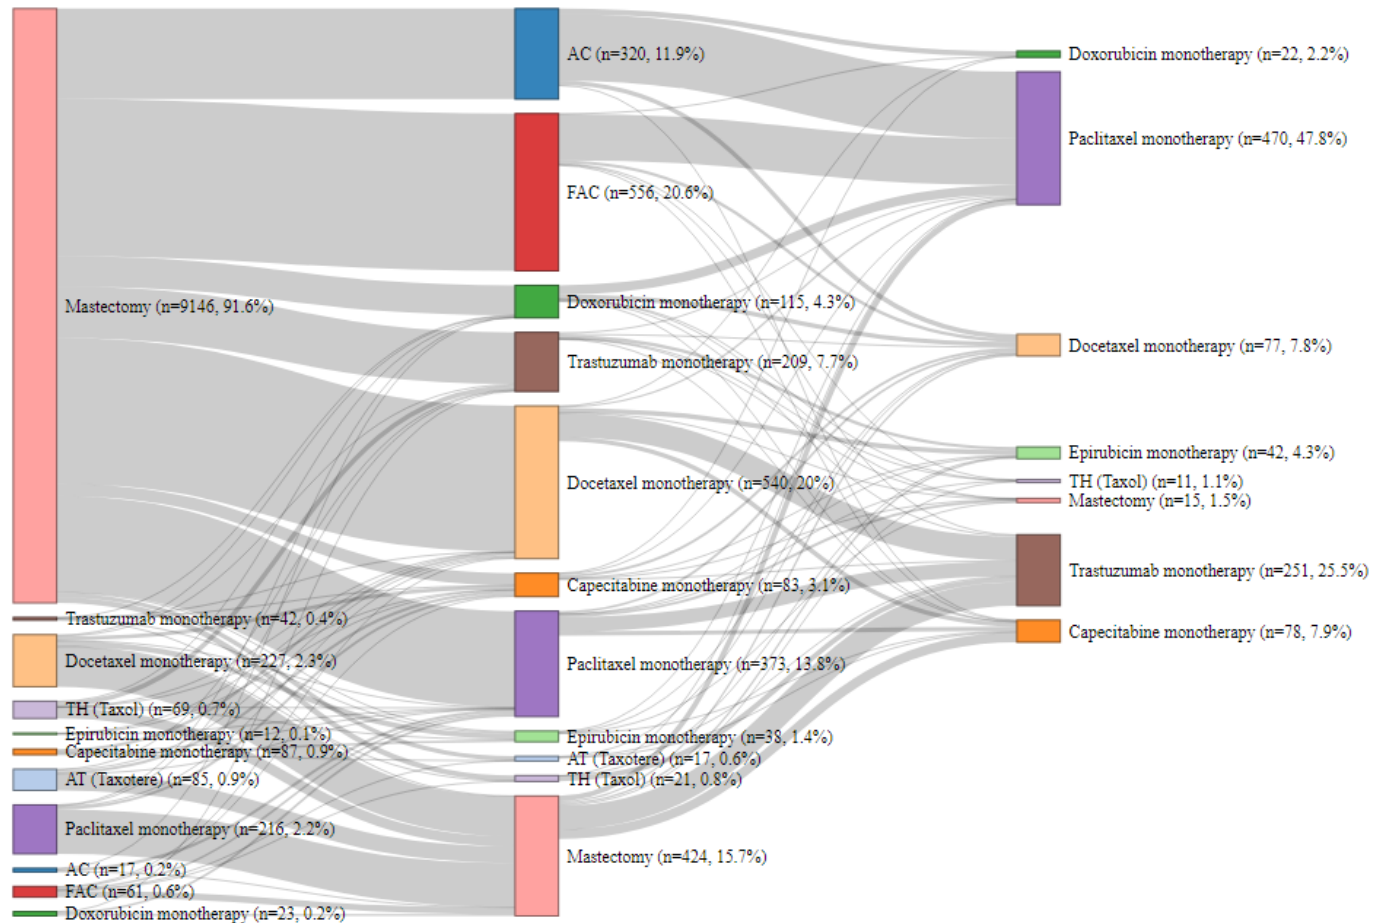 Mastectomy (n=9146, 91.6%)
Trastuzumab monotherapy (n=42, 0.4%)
Docetaxel monotherapy (n=227, 2.3%)
TH (Taxol) (n=69, 0.7%)
Epirubicin monotherapy (n=12, 0.1%)
Capecitabine monotherapy (n=87, 0.9%)
AT (Taxotere) (n=85, 0.9%)
Paclitaxel monotherapy (n=216, 2.2%)
AC (n=17, 0.2%)
FAC (n=61, 0.6%)
Doxorubicin monotherapy (n=23, 0.2%)
AC (n=320, 11.9%)
FAC (n=556, 20.6%)
Doxorubicin monotherapy (n=115, 4.3%)
Trastuzumab monotherapy (n=209, 7.7%)
Docetaxel monotherapy (n=540, 20%)
Capecitabine monotherapy (n=83, 3.1%)
Paclitaxel monotherapy (n=373, 13.8%)
Epirubicin monotherapy (n=38, 1.4%)
AT (Taxotere) (n=17, 0.6%)
TH (Taxol) (n=21, 0.8%)
Mastectomy (n=424, 15.7%)
Doxorubicin monotherapy (n=22, 2.2%)
Paclitaxel monotherapy (n=470, 47.8%)
Docetaxel monotherapy (n=77, 7.8%)
Epirubicin monotherapy (n=42, 4.3%)
TH (Taxol) (n=11, 1.1%)
Mastectomy (n=15, 1.5%)
Trastuzumab monotherapy (n=251, 25.5%)
Capecitabine monotherapy (n=78, 7.9%)